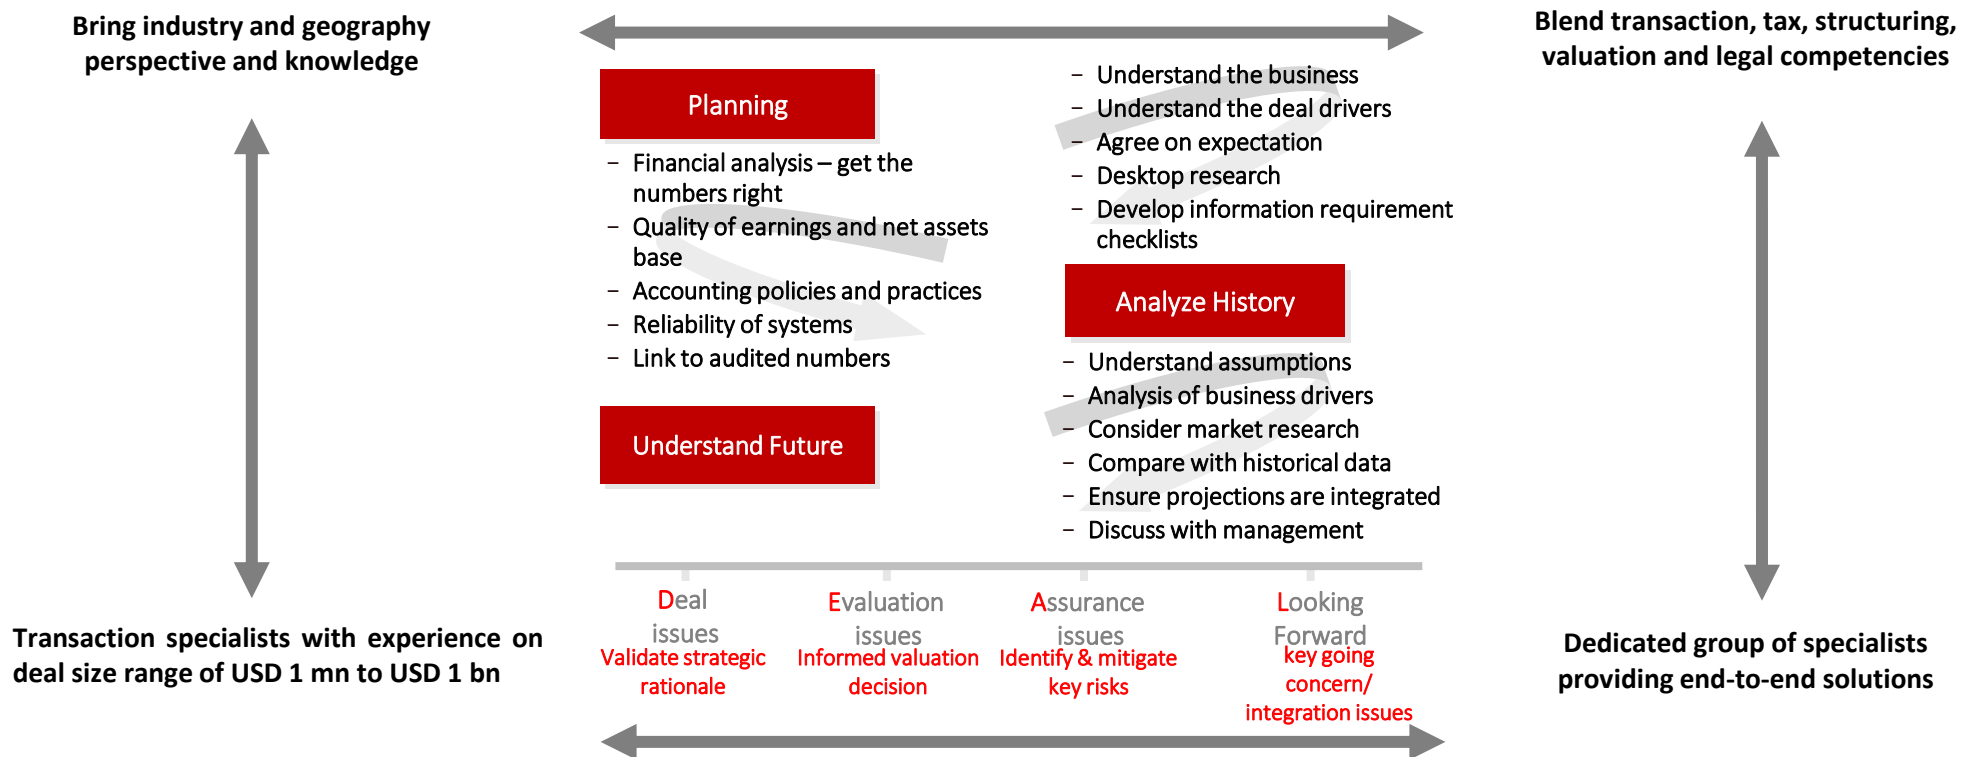 Bring industry and geography
perspective and knowledge
Blend transaction, tax, structuring,
valuation and legal competencies
Planning
– Understand the business
– Understand the deal drivers
– Agree on expectation
– Desktop research
– Develop information requirement
checklists
– Financial analysis – get the
numbers right
– Quality of earnings and net assets
base
– Accounting policies and practices
– Reliability of systems
– Link to audited numbers
Analyze History
– Understand assumptions
– Analysis of business drivers
– Consider market research
– Compare with historical data
– Ensure projections are integrated
– Discuss with management
Understand Future
Deal
issues
Validate strategic
rationale
Evaluation
issues
Informed valuation
decision
Assurance
issues
Identify & mitigate
key risks
Looking
Forward
key going
concern/
integration issues
Transaction specialists with experience on
deal size range of USD 1 mn to USD 1 bn
Dedicated group of specialists
providing end-to-end solutions